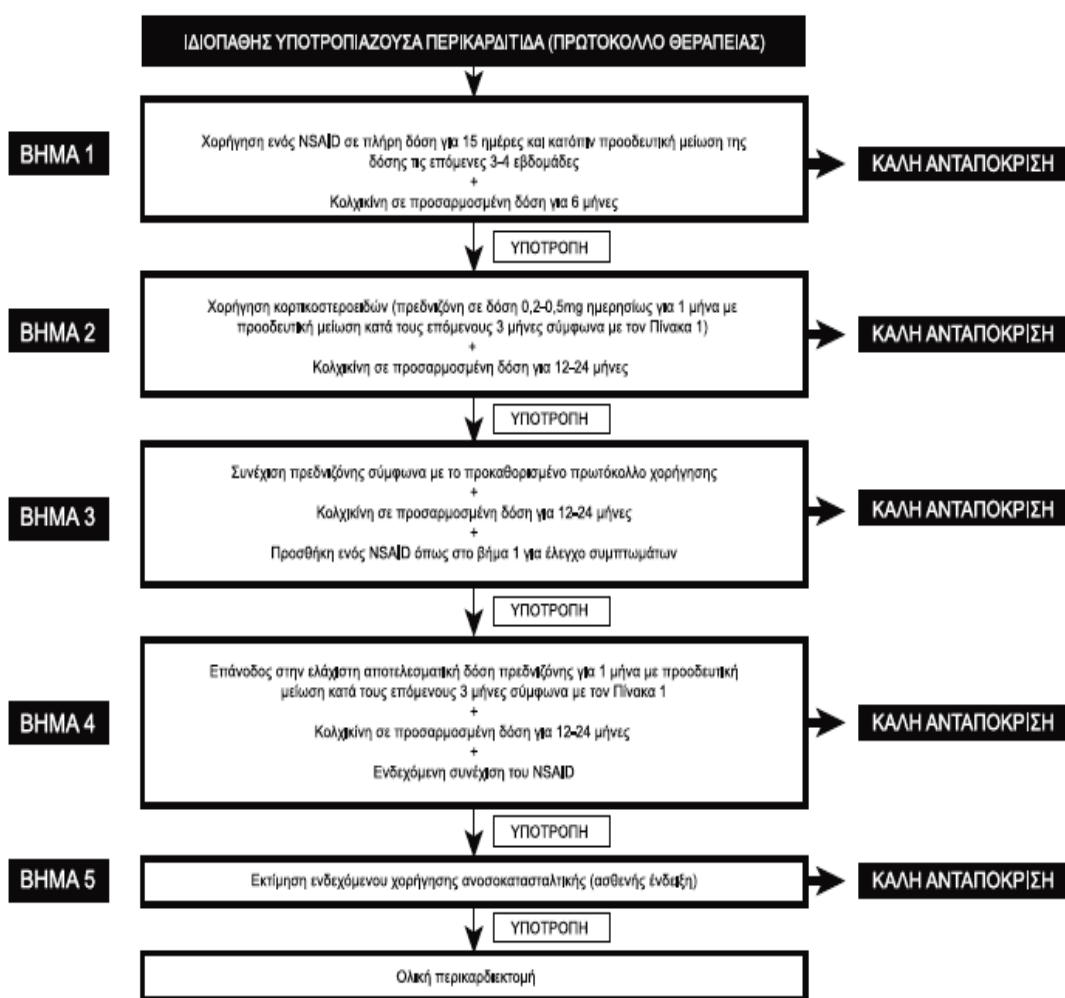 ΙΔΙΟΠΑΘΗΣ ΥΠΟΤΡΟΠΙΑΖΟΥΣΑ ΠΕΡΙΚΑΡΔΙΤΙΔΑ (ΠΡΩΤΟΚΟΛΛΟ ΘΕΡΑΠΕΙΑΣ)
ΒΗΜΑ 1
Χορήγηση ενός NSAID σε πλήρη δόση για 15 ημέρες και κατόπιν προοδευτική μείωση της
δόσης τις επόμενες 3-4 εβδομάδες
+
Κολχικίνη σε προσαρμοσμένη δόση για 6 μήνες
ΚΑΛΗ ΑΝΤΑΠΟΚΡΙΣΗ
ΥΠΟΤΡΟΠΗ
ΒΗΜΑ 2
Χορήγηση κορτικοστεροειδών (πρεδνιζόνη σε δόση 0,2–0,5mg ημερησίως για 1 μήνα με
προοδευτική μείωση κατά τους επόμενους 3 μήνες σύμφωνα με τον Πίνακα 1)
+
Κολχικίνη σε προσαρμοσμένη δόση για 12–24 μήνες
ΚΑΛΗ ΑΝΤΑΠΟΚΡΙΣΗ
ΥΠΟΤΡΟΠΗ
ΒΗΜΑ 3
Συνέχιση πρεδνιζόνης σύμφωνα με το προκαθορισμένο πρωτόκολλο χορήγησης
+
Κολχικίνη σε προσαρμοσμένη δόση για 12–24 μήνες
+
Προσθήκη ενός NSAID όπως στο βήμα 1 για έλεγχο συμπτωμάτων
ΚΑΛΗ ΑΝΤΑΠΟΚΡΙΣΗ
ΥΠΟΤΡΟΠΗ
ΒΗΜΑ 4
Επάνοδος στην ελάχιστη αποτελεσματική δόση πρεδνιζόνης για 1 μήνα με προοδευτική
μείωση κατά τους επόμενους 3 μήνες σύμφωνα με τον Πίνακα 1
+
Κολχικίνη σε προσαρμοσμένη δόση για 12–24 μήνες
+
Ενδεχόμενη συνέχιση του NSAID
ΚΑΛΗ ΑΝΤΑΠΟΚΡΙΣΗ
ΥΠΟΤΡΟΠΗ
ΒΗΜΑ 5
Εκτίμηση ενδεχόμενου χορήγησης ανοσοκατασταλτικής (ασθενής ένδειξη)
ΚΑΛΗ ΑΝΤΑΠΟΚΡΙΣΗ
ΥΠΟΤΡΟΠΗ
Ολική περικαρδιεκτομή